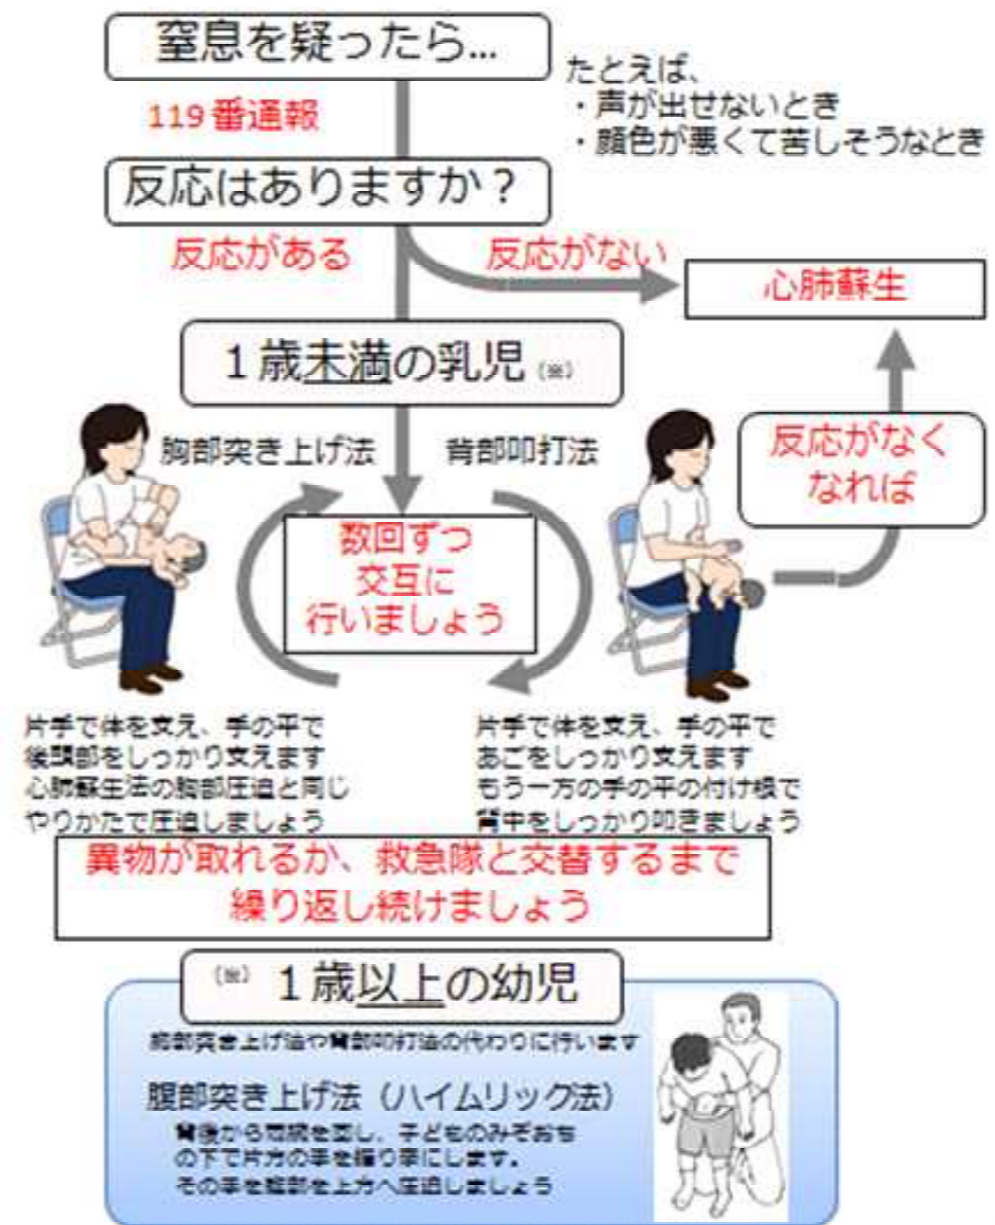 窒息を疑ったら...
たとえば、
・声が出せないとき
・顔色が悪くて苦しそうなとき
119番通報
反応はありますか？
反応がある
反応がない
心肺蘇生
１歳未満の乳児 (※)
胸部突き上げ法
背部叩打法
反応がなく
なれば
数回ずつ
交互に
行いましょう
片手で体を支え、手の平で
後頭部をしっかり支えます
心肺蘇生法の胸部圧迫と同じ
やりかたで圧迫しましょう
片手で体を支え、手の平で
あごをしっかり支えます
もう一方の手の平の付け根で
背中をしっかり叩きましょう
異物が取れるか、救急隊と交替するまで
繰り返し続けましょう
(※) １歳以上の幼児
胸部突き上げ法や背部叩打法の代わりに行います
腹部突き上げ法（ハイムリック法）
背後から両腕を回し、子どものみぞおち
の下で片方の手を握り拳にします。
その手を腹部を上方へ圧迫しましょう